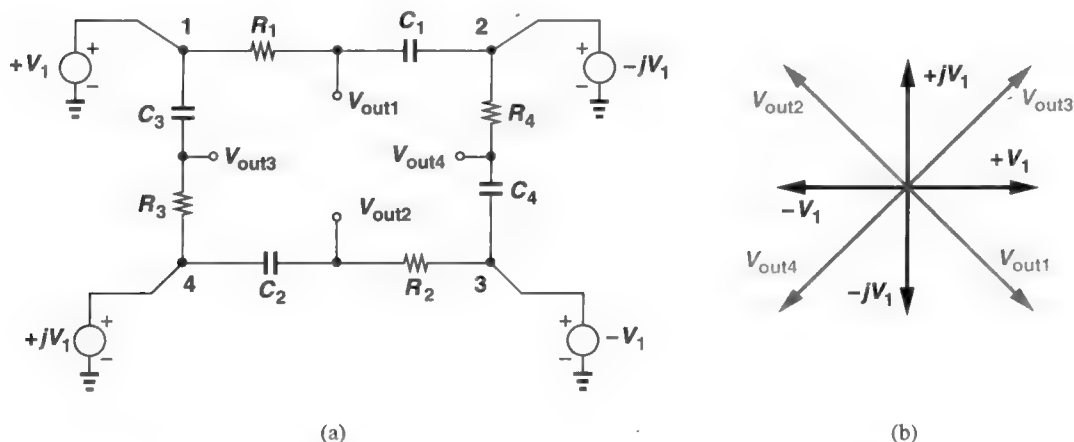 1
R1
C1
2
+V1
+
−
Vout1
+
−
−jV1
C3
R4
Vout3
Vout4
R3
C4
Vout2
4
C2
R2
3
+jV1
+
−
+
−
−V1
(a)
Vout2
+jV1
Vout3
+V1
−V1
Vout4
−jV1
Vout1
(b)